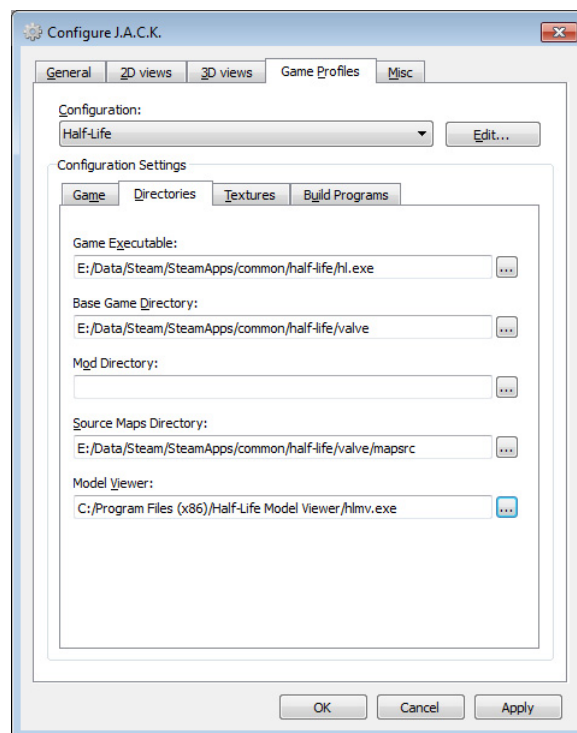 Configure J.A.C.K.
General 2D views 3D views Game Profiles Misc
Configuration:
Half-Life Edit...
Configuration Settings
Game Directories Textures Build Programs
Game Executable:
E:/Data/Steam/SteamApps/common/half-life/hl.exe ...
Base Game Directory:
E:/Data/Steam/SteamApps/common/half-life/valve ...
Mod Directory:
...
Source Maps Directory:
E:/Data/Steam/SteamApps/common/half-life/valve/mapsrc ...
Model Viewer:
C:/Program Files (x86)/Half-Life Model Viewer/hlmv.exe ...
OK Cancel Apply